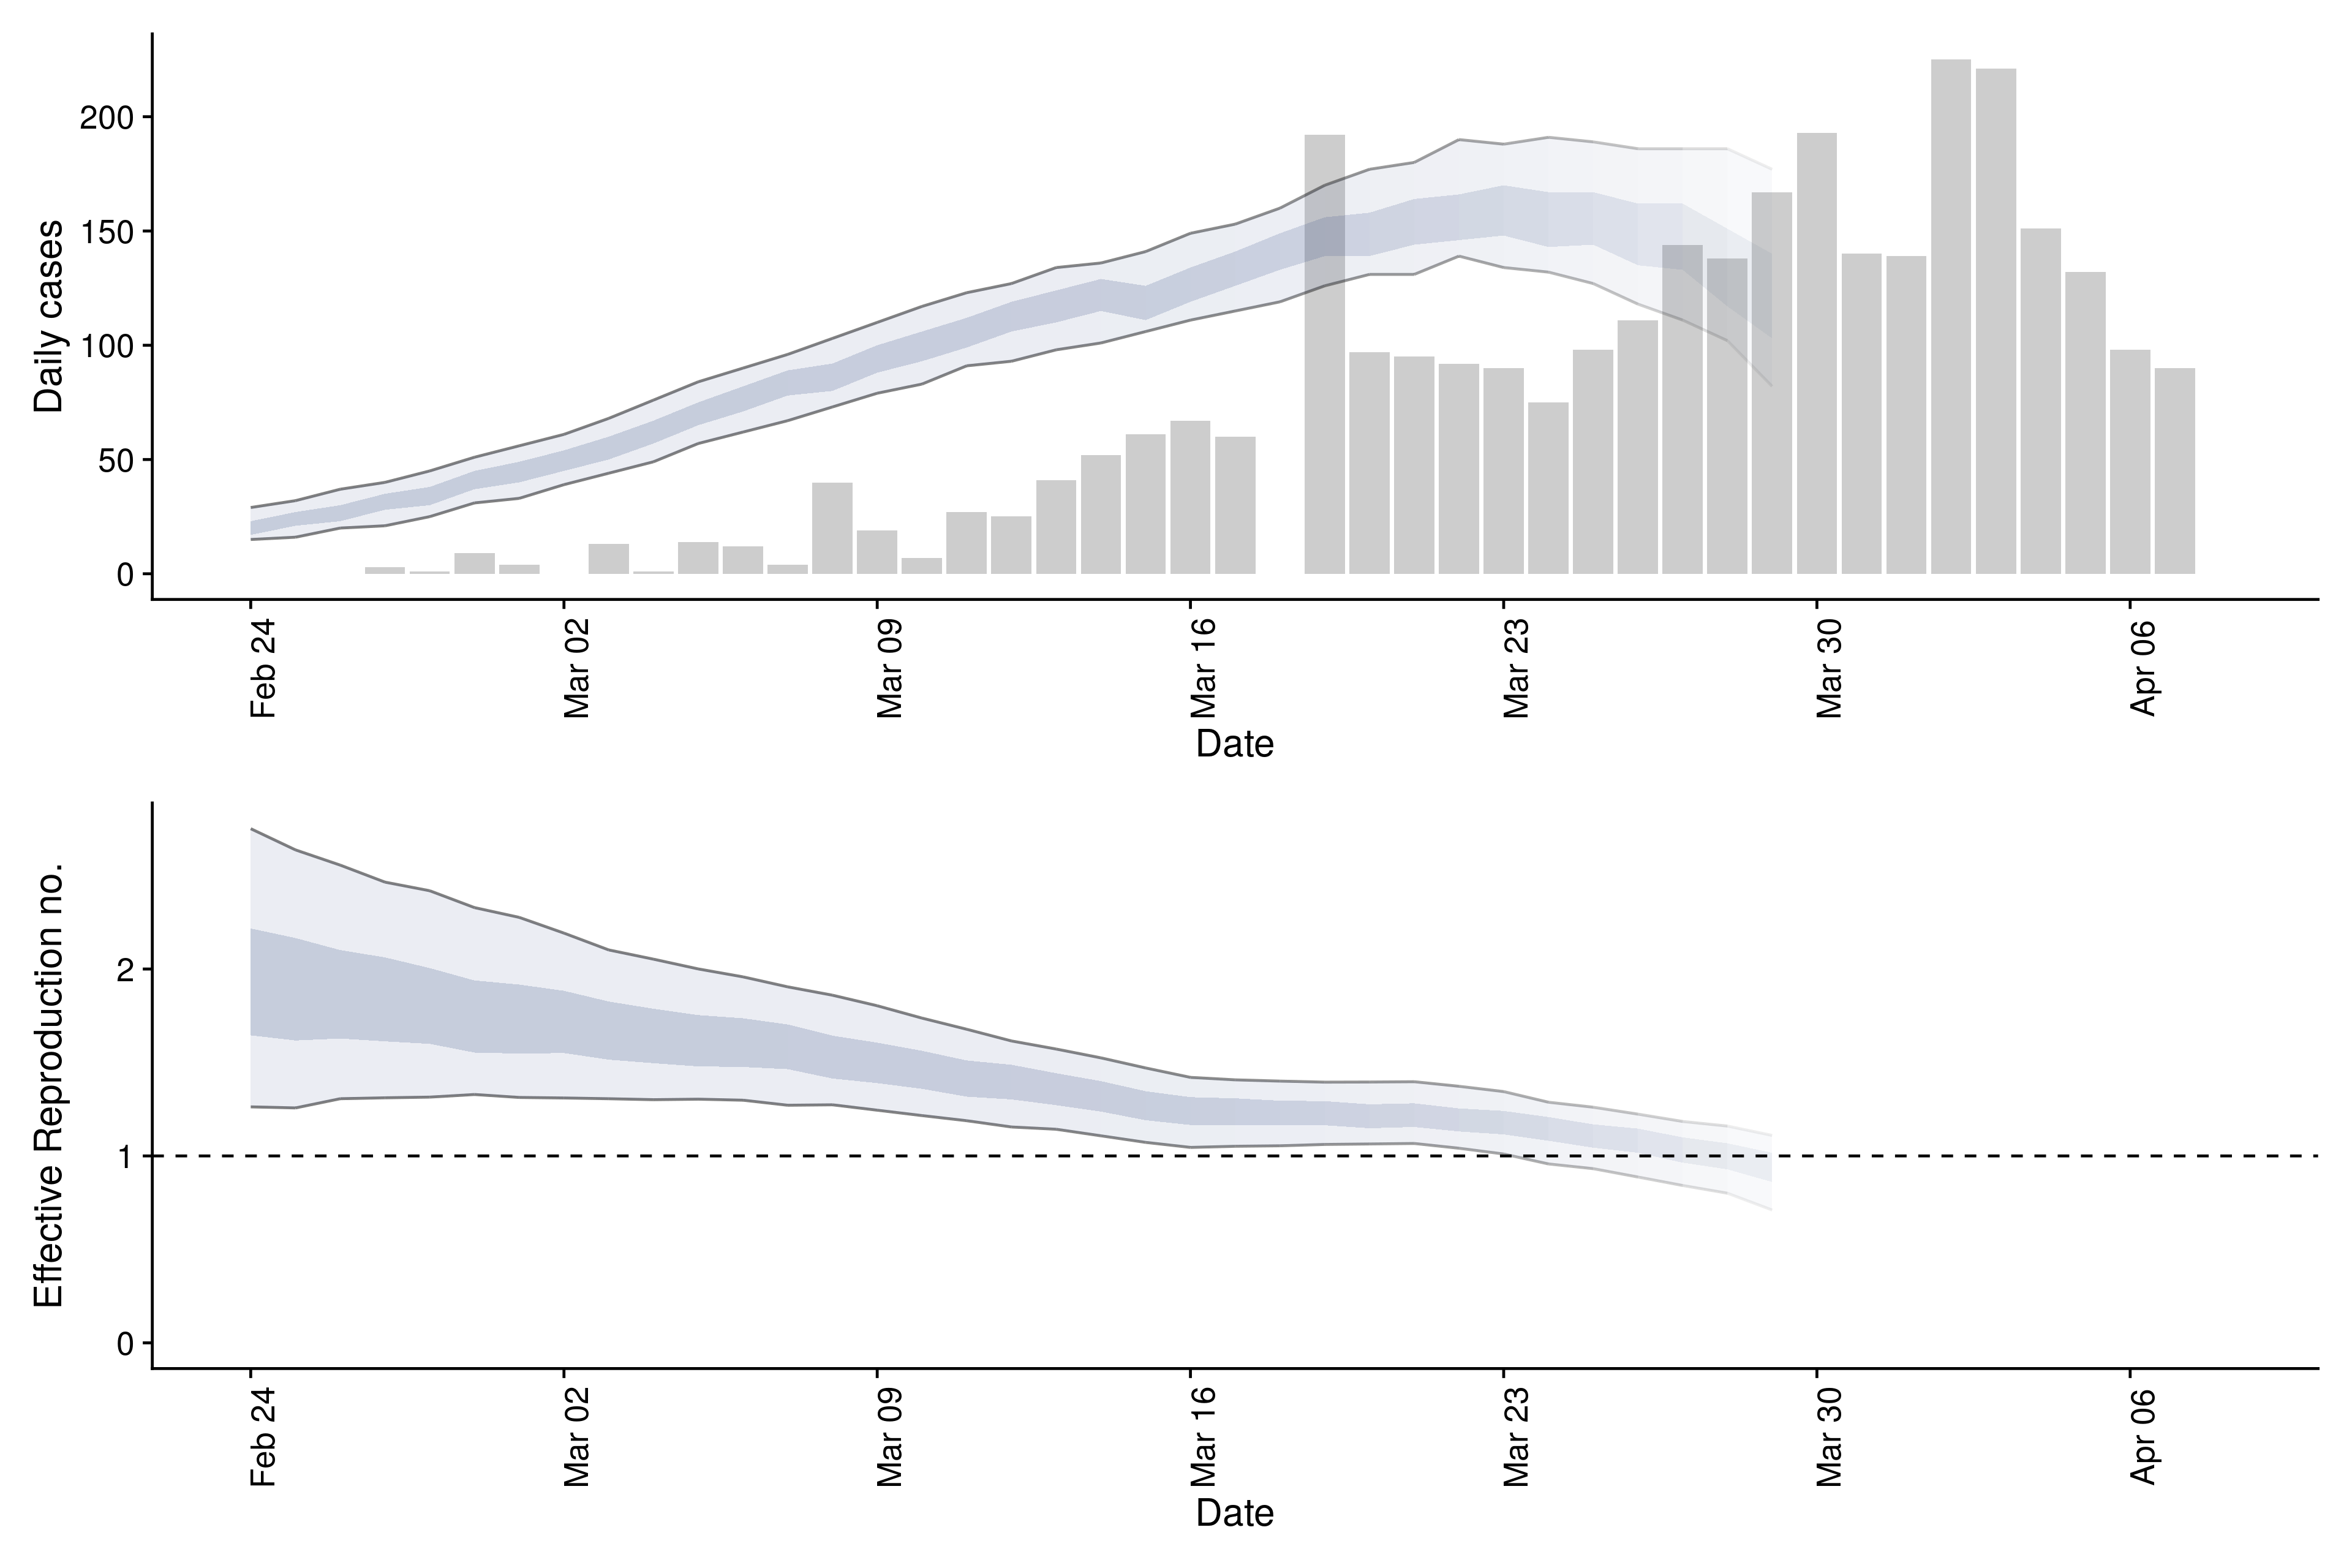 Daily cases
200
150
100
50
0
Feb 24
Mar 02
Mar 09
Mar 16
Mar 23
Mar 30
Apr 06
Date
Effective Reproduction no.
2
1
0
Feb 24
Mar 02
Mar 09
Mar 16
Mar 23
Mar 30
Apr 06
Date